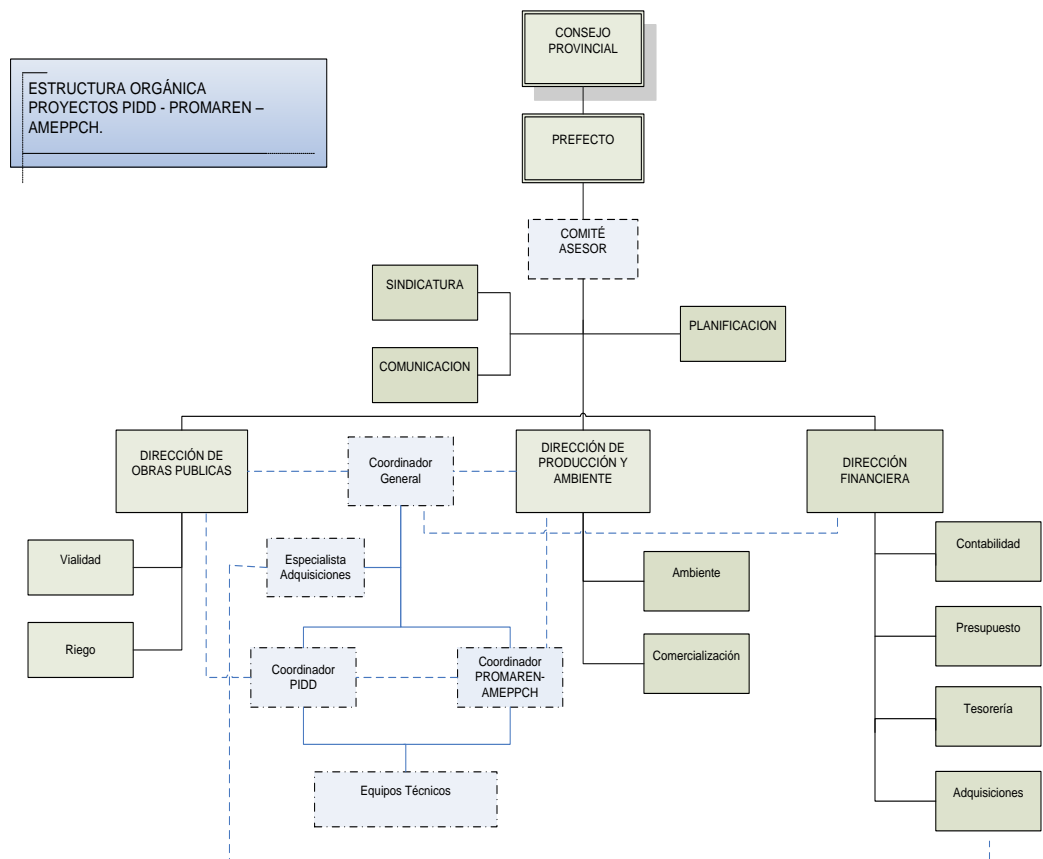 CONSEJO
PROVINCIAL
ESTRUCTURA ORGÁNICA
PROYECTOS PIDD - PROMAREN –
AMEPPCH.
PREFECTO
COMITÉ
ASESOR
SINDICATURA
PLANIFICACION
COMUNICACION
DIRECCIÓN DE
OBRAS PUBLICAS
Coordinador
General
DIRECCIÓN DE
PRODUCCIÓN Y
AMBIENTE
DIRECCIÓN
FINANCIERA
Vialidad
Especialista
Adquisiciones
Ambiente
Contabilidad
Riego
Coordinador
PIDD
Coordinador
PROMAREN-
AMEPPCH
Comercialización
Presupuesto
Tesorería
Equipos Técnicos
Adquisiciones